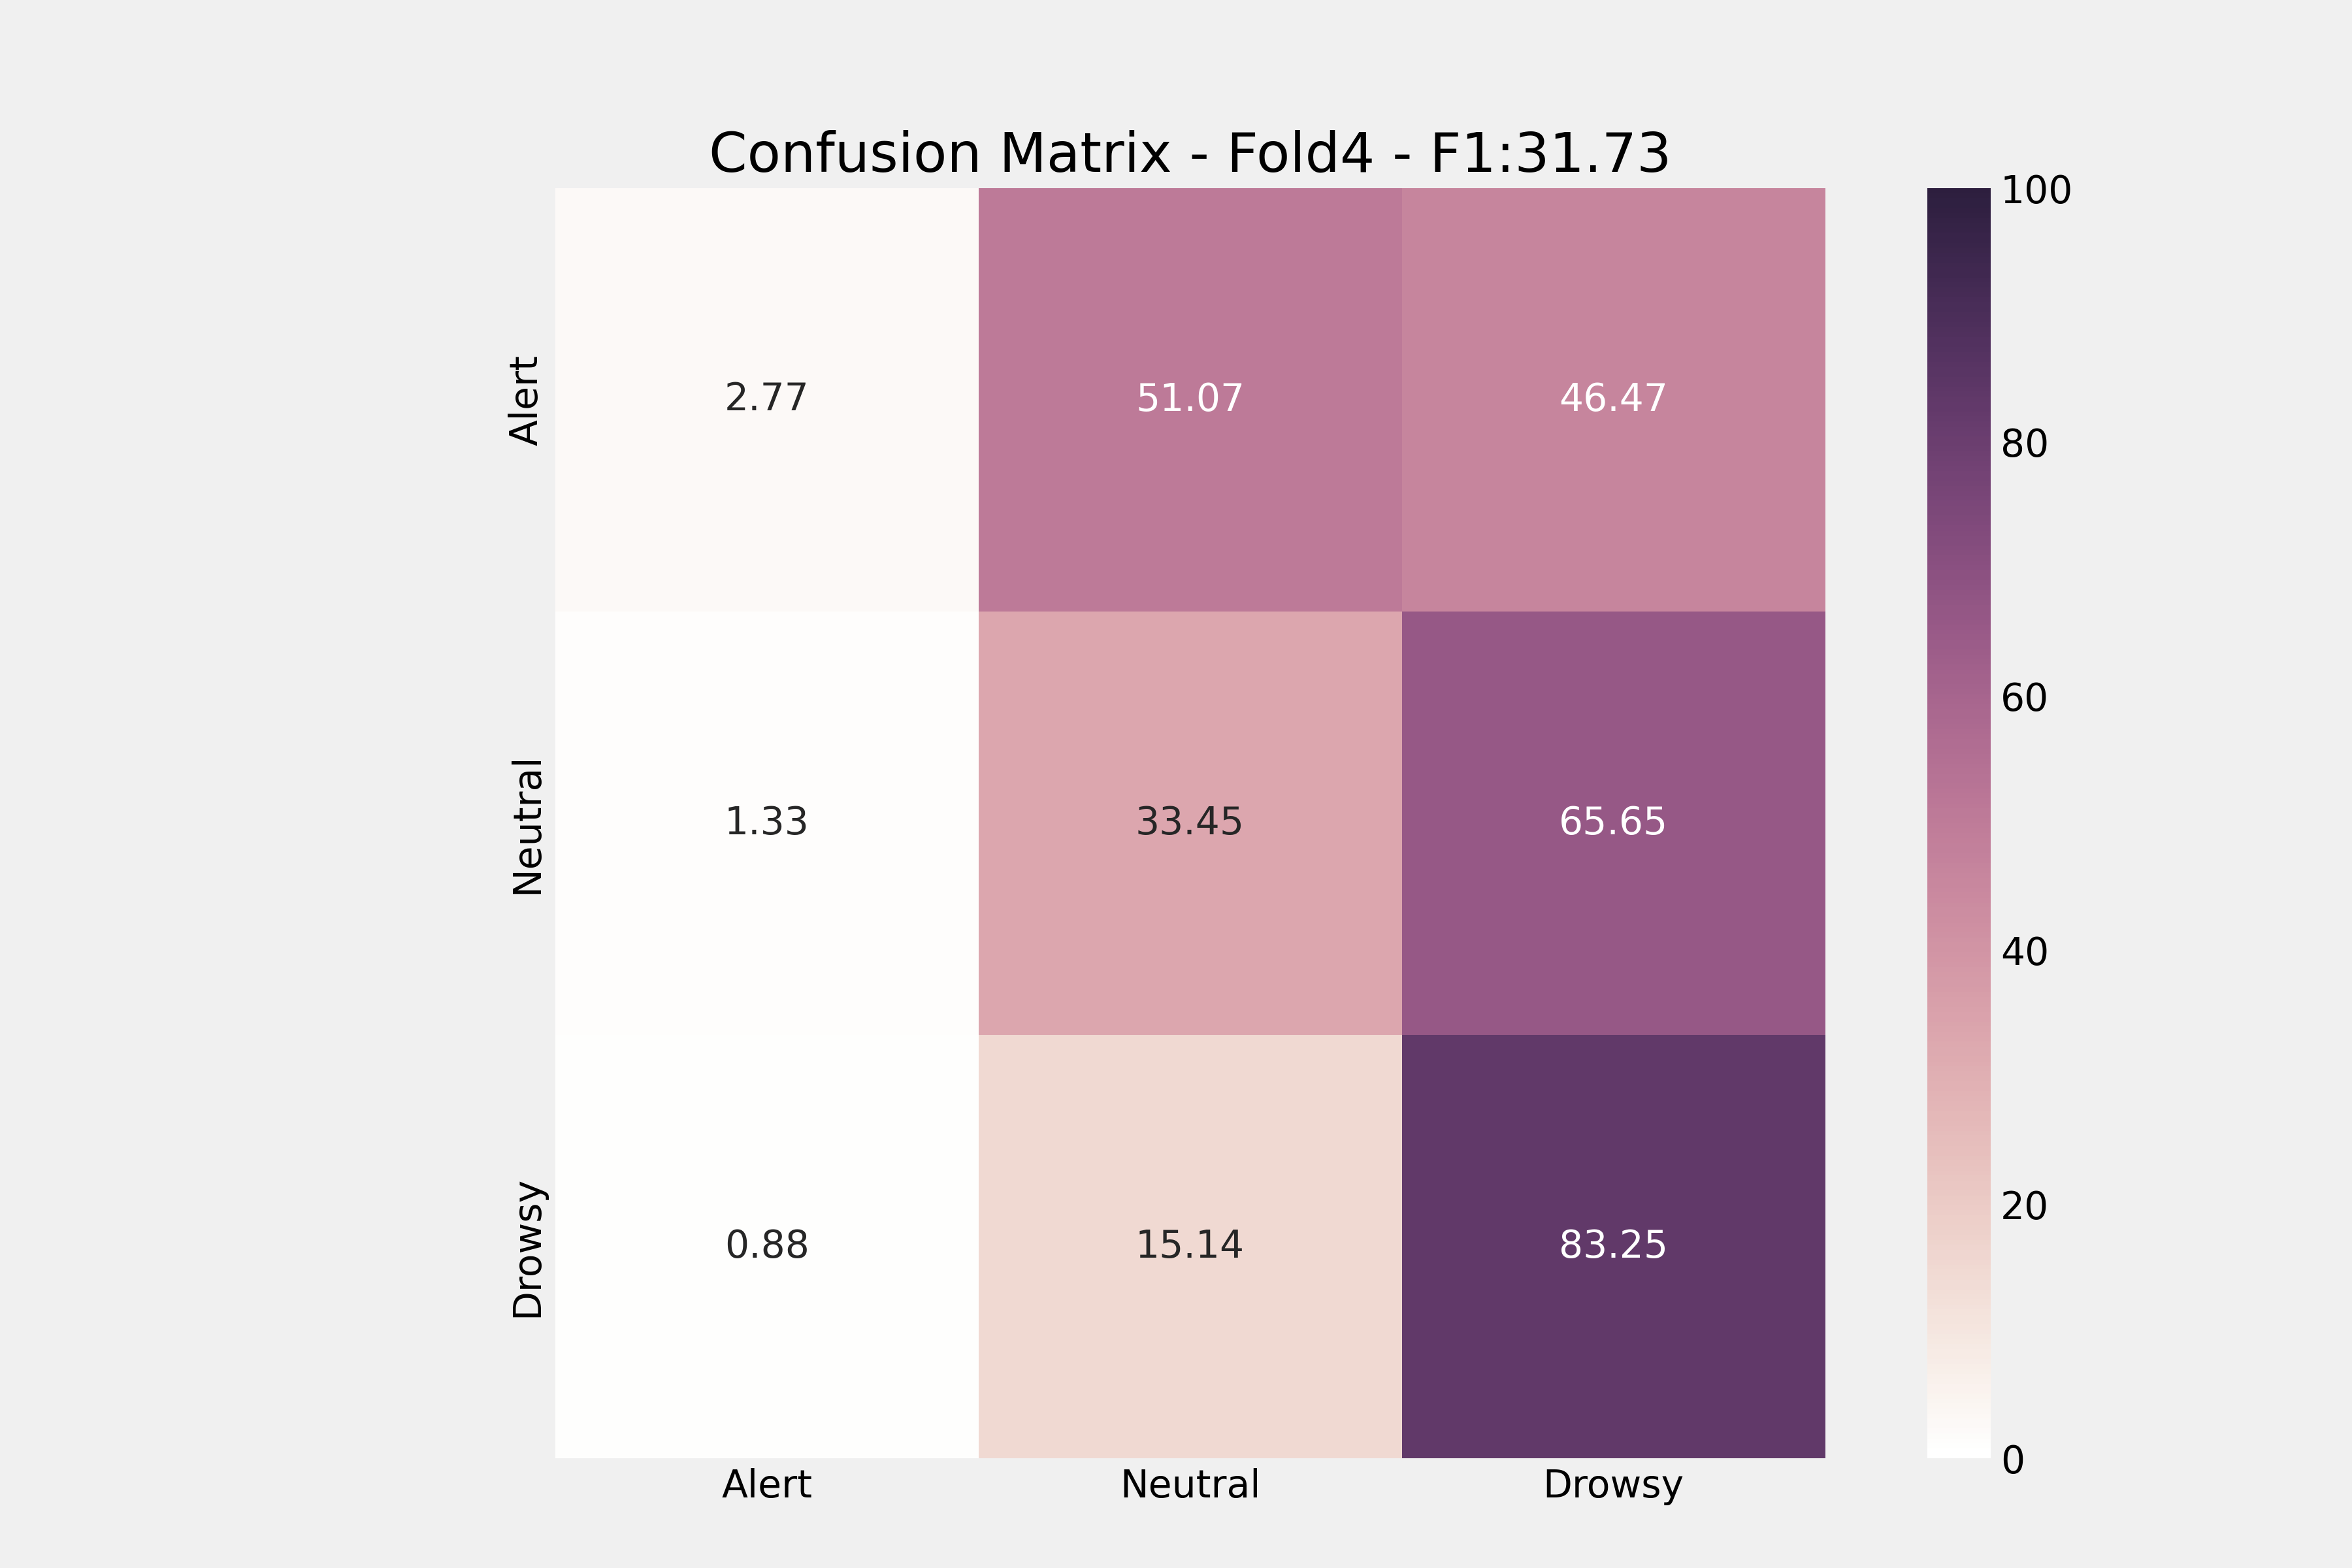 Confusion Matrix - Fold4 - F1:31.73
100
Alert
2.77
51.07
46.47
80
60
Neutral
1.33
33.45
65.65
40
20
Drowsy
0.88
15.14
83.25
0
Alert
Neutral
Drowsy